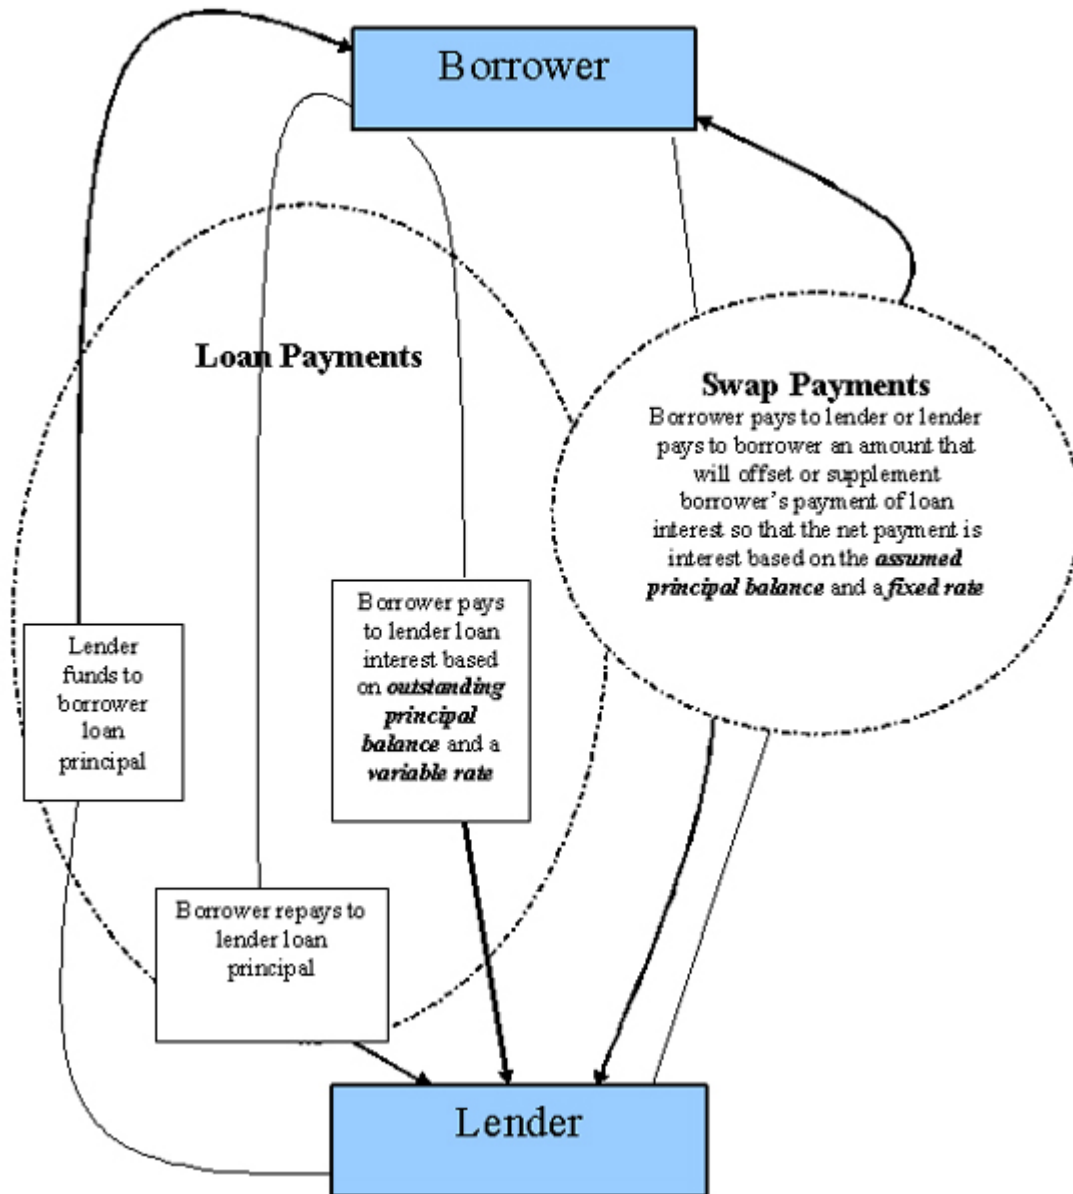 Borrower
Loan Payments
Swap Payments
Borrower pays to lender or lender
pays to borrower an amount that
will offset or supplement
borrower's payment of loan
interest so that the net payment is
interest based on the assumed
principal balance and a fixed rate
Lender
funds to
borrower
loan
principal
Borrower pays
to lender loan
interest based
on outstanding
principal
balance and a
variable rate
Borrower repays to
lender loan
principal
Lender